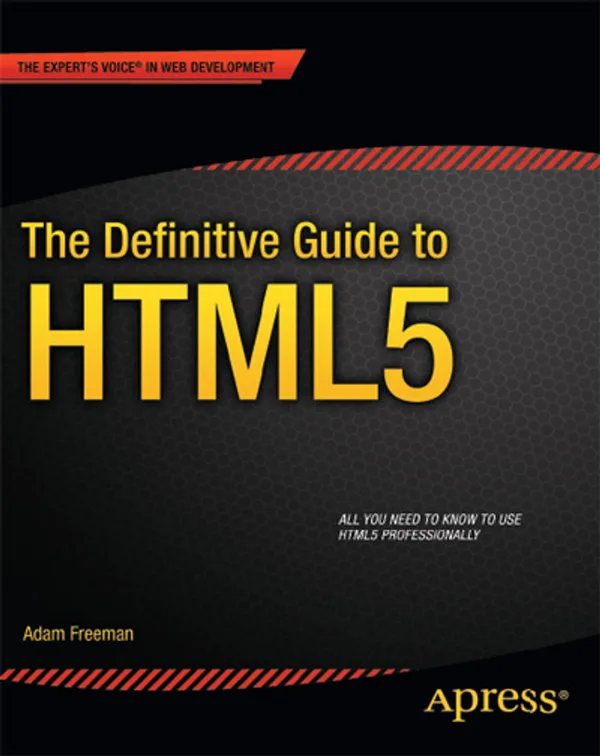 THE EXPERT'S VOICE® IN WEB DEVELOPMENT
The Definitive Guide to
HTML5
ALL YOU NEED TO KNOW TO USE
HTML5 PROFESSIONALLY
Adam Freeman
Apress®